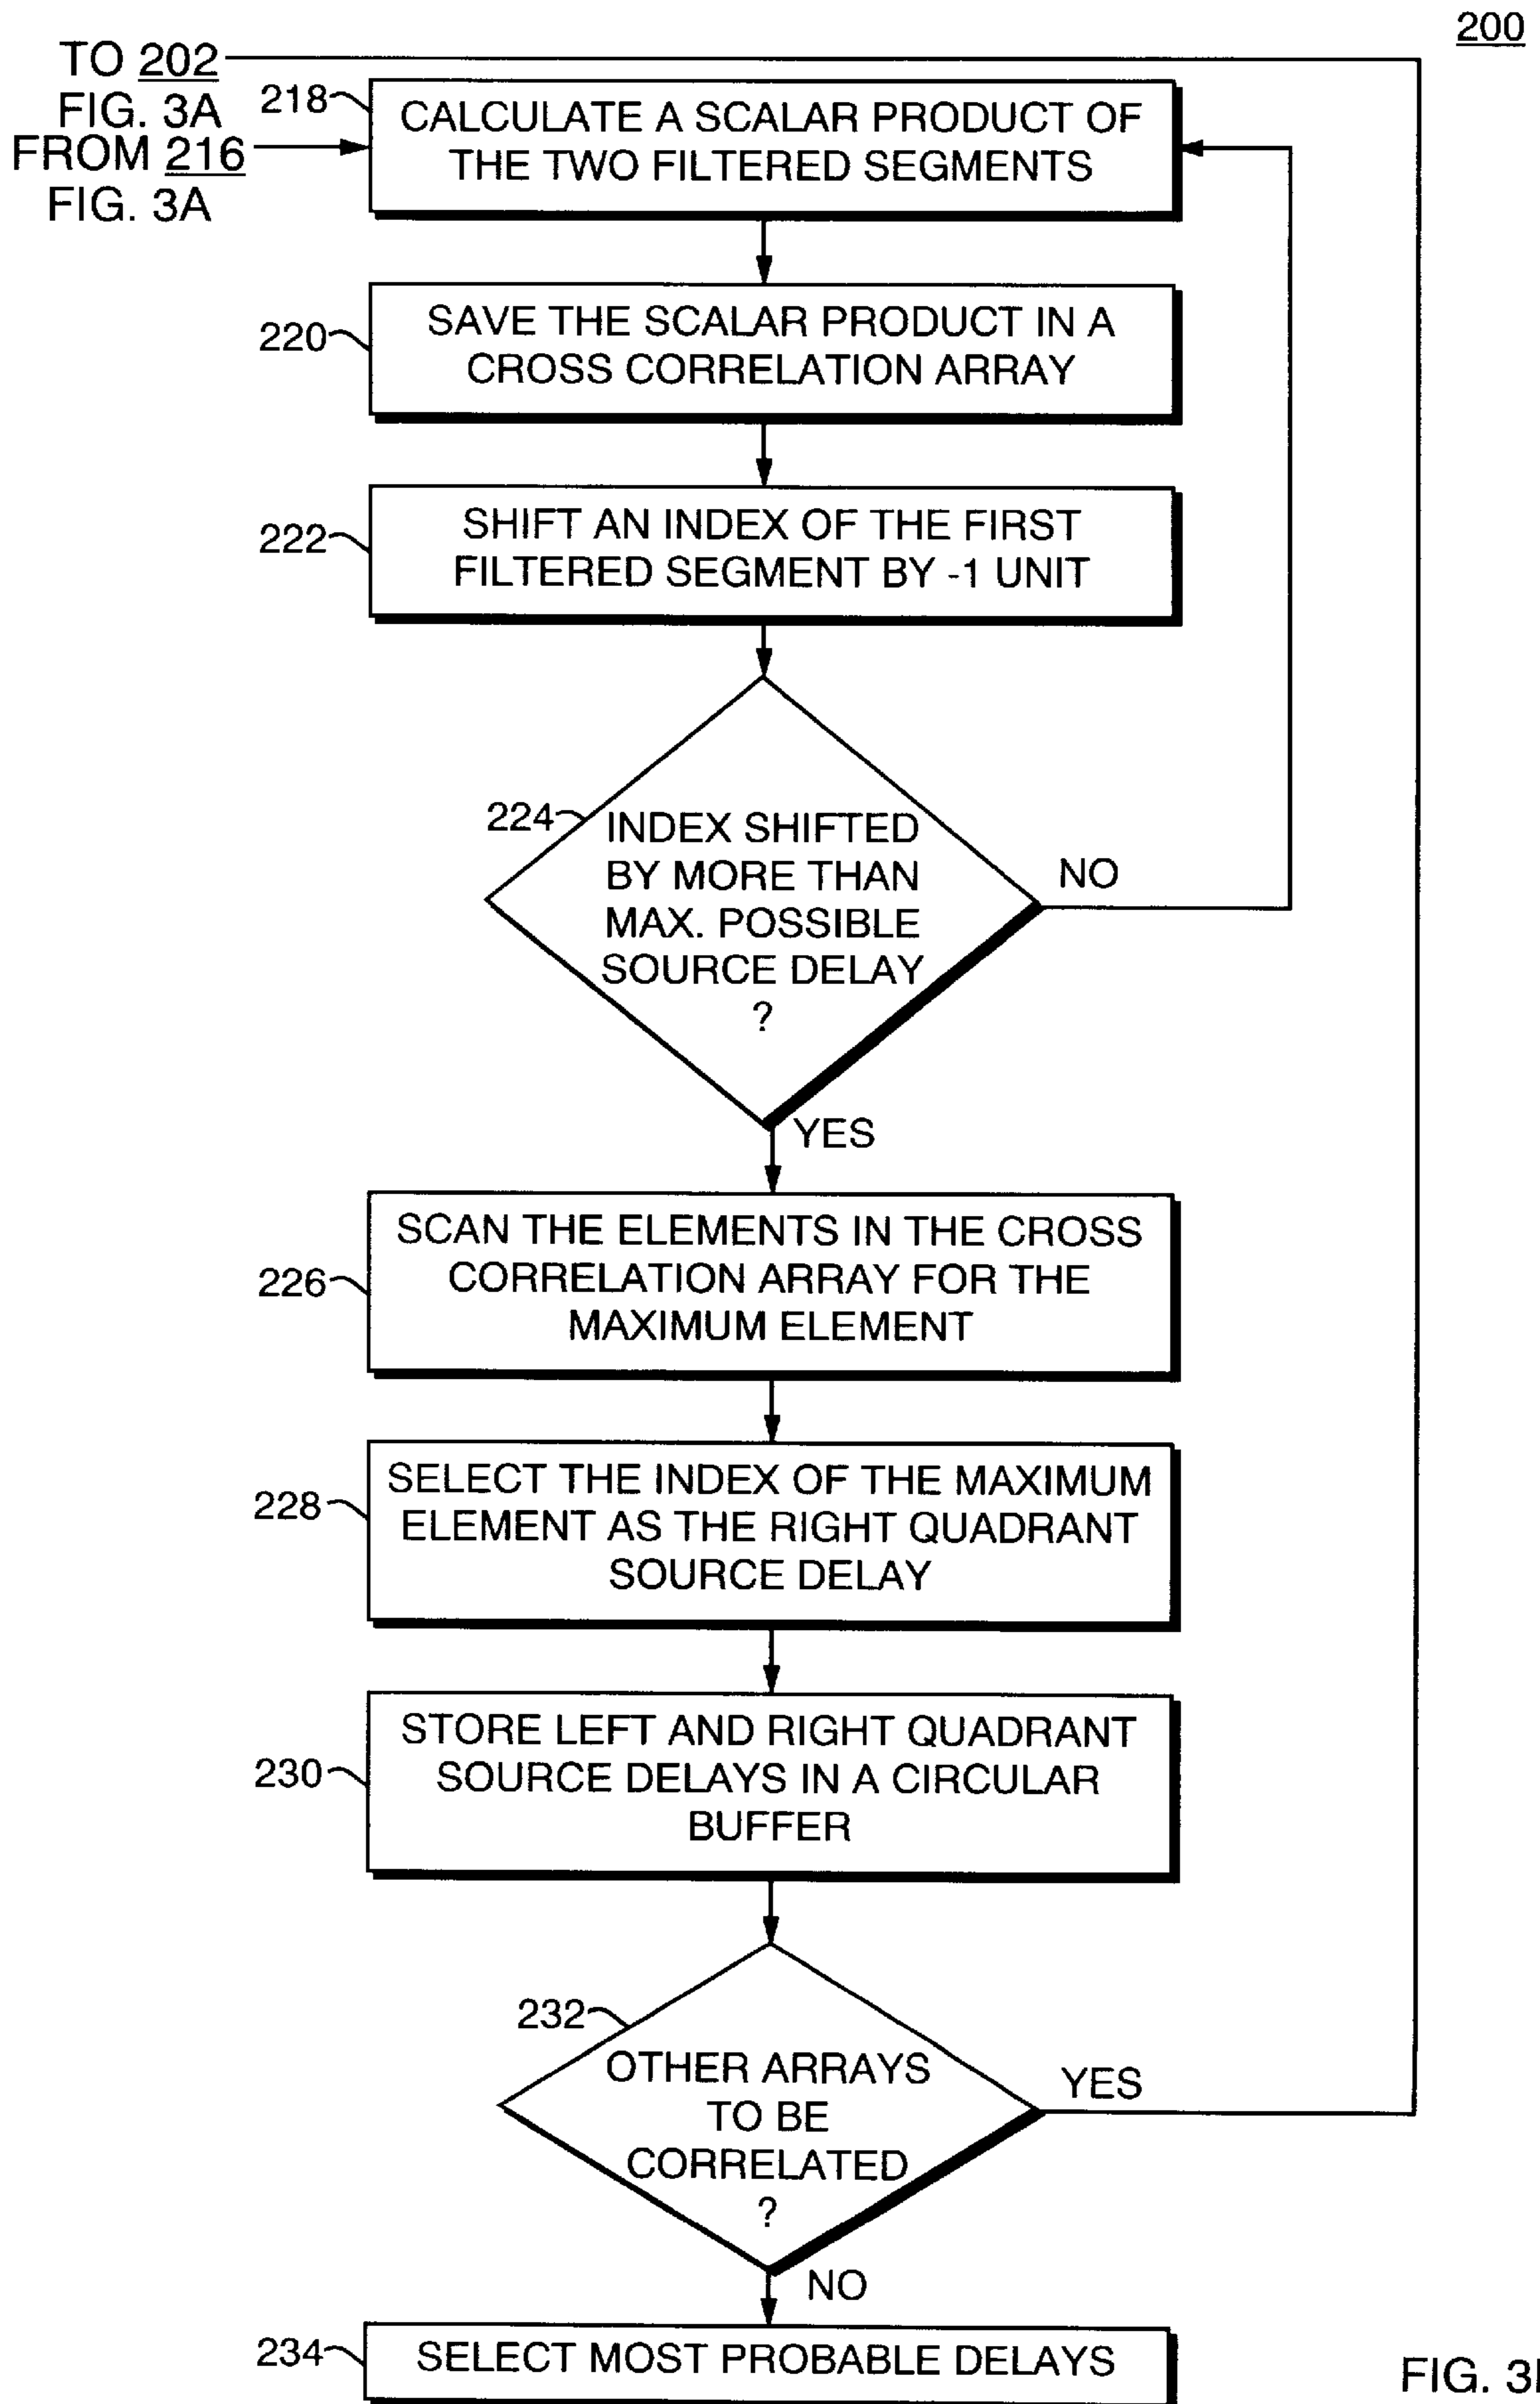 200
TO 202
FIG. 3A
FROM 216
FIG. 3A
218
CALCULATE A SCALAR PRODUCT OF
THE TWO FILTERED SEGMENTS
220
SAVE THE SCALAR PRODUCT IN A
CROSS CORRELATION ARRAY
222
SHIFT AN INDEX OF THE FIRST
FILTERED SEGMENT BY -1 UNIT
224
INDEX SHIFTED
BY MORE THAN
MAX. POSSIBLE
SOURCE DELAY
?
NO
YES
226
SCAN THE ELEMENTS IN THE CROSS
CORRELATION ARRAY FOR THE
MAXIMUM ELEMENT
228
SELECT THE INDEX OF THE MAXIMUM
ELEMENT AS THE RIGHT QUADRANT
SOURCE DELAY
230
STORE LEFT AND RIGHT QUADRANT
SOURCE DELAYS IN A CIRCULAR
BUFFER
232
OTHER ARRAYS
TO BE
CORRELATED
?
YES
NO
234
SELECT MOST PROBABLE DELAYS
FIG.